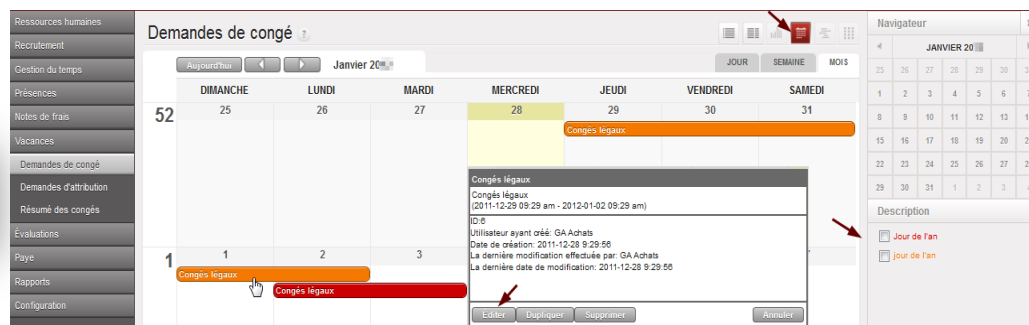 Ressources humaines
Recrutement
Gestion du temps
Présences
Notes de frais
Vacances
Demandes de congé
Demandes d'attribution
Résumé des congés
Évaluations
Paye
Rapports
Configuration
Demandes de congé ?
Aujourd'hui Janvier 20
JOUR SEMAINE MOIS
DIMANCHE LUNDI MARDI MERCREDI JEUDI VENDREDI SAMEDI
52 25 26 27 28 29 30 31
Congés légaux
Congés légaux
Congés légaux
(2011-12-29 09:29 am - 2012-01-02 09:29 am)
ID:6
Utilisateur ayant créé: GA Achats
Date de création: 2011-12-28 9:29:56
La dernière modification effectuée par: GA Achats
La dernière date de modification: 2011-12-28 9:29:56
Editer Dupliquer Supprimer Annuler
1 1 2 3
Congés légaux
Congés légaux
Navigateur
JANVIER 20
25 26 27 28 29 30
1 2 3 4 5 6
8 9 10 11 12 13
15 16 17 18 19 20
22 23 24 25 26 27
29 30 31 1 2 3
Description
Jour de l'an
jour de l'an